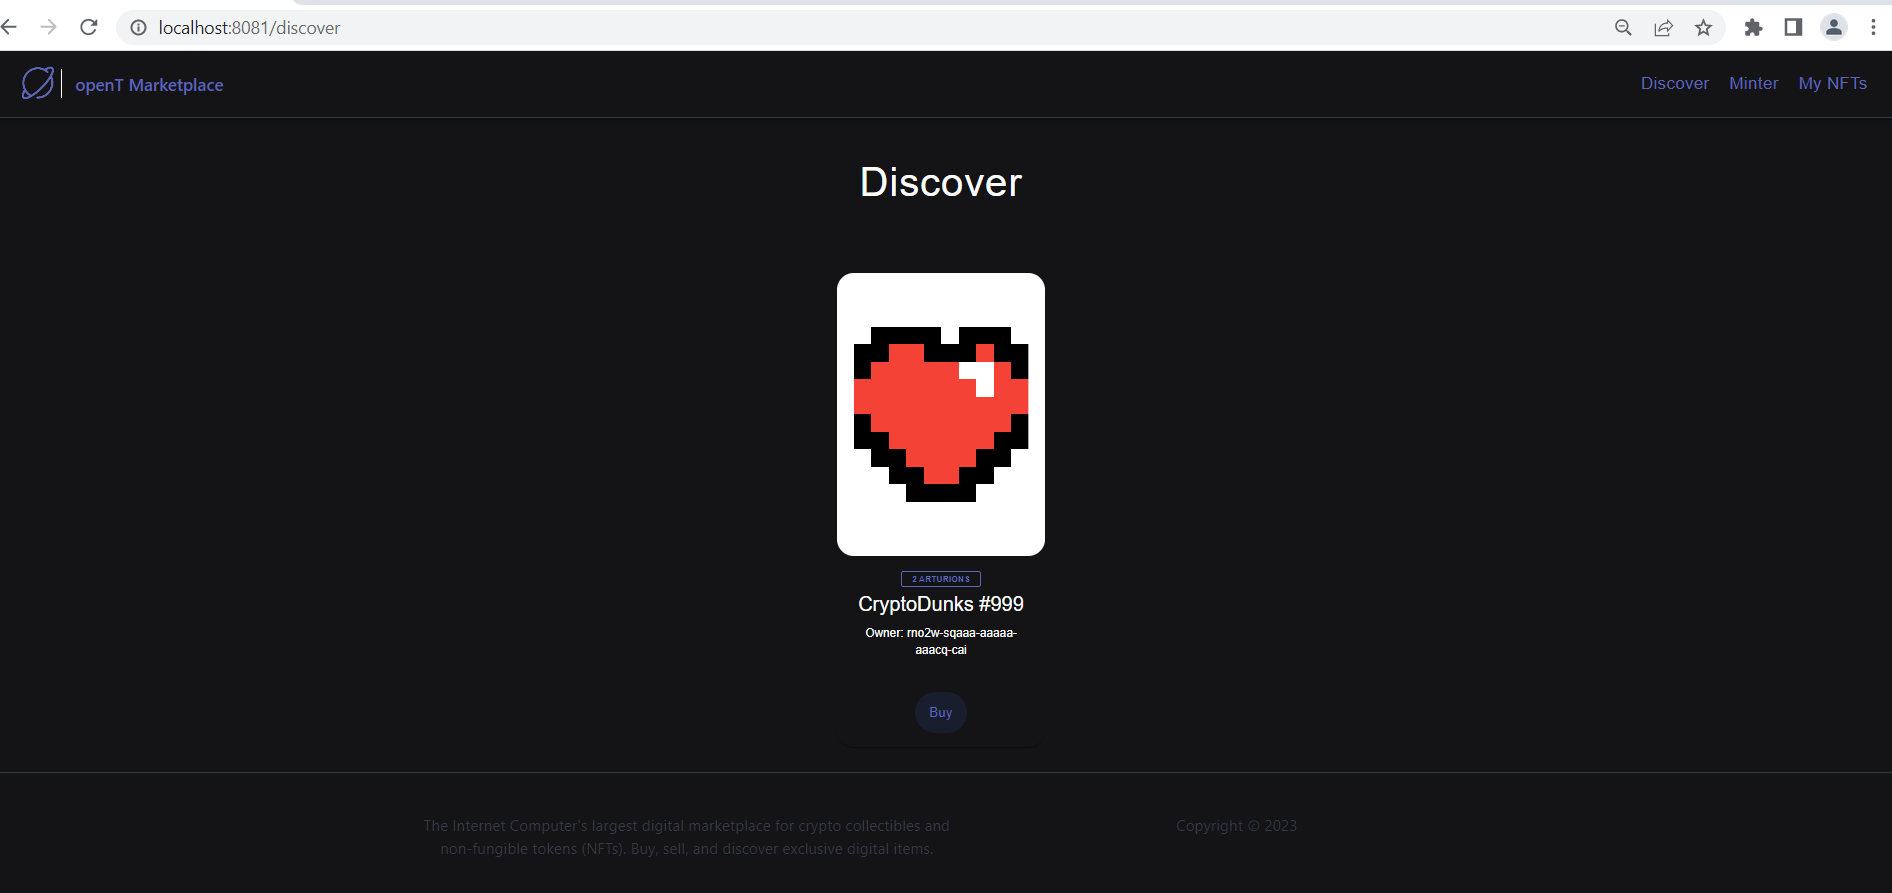 localhost:8081/discover
openT Marketplace
Discover Minter My NFTs
Discover
2 ARTURIONS
CryptoDunks #999
Owner: rno2w-sqaaa-aaaaa-
aaacq-cai
Buy
The Internet Computer's largest digital marketplace for crypto collectibles and
non-fungible tokens (NFTs). Buy, sell, and discover exclusive digital items.
Copyright © 2023